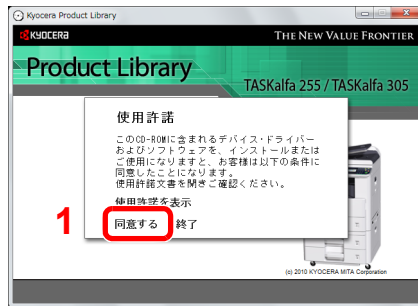 Kyocera Product Library
KYOCERA THE NEW VALUE FRONTIER
Product Library
TASKalfa 255 / TASKalfa 305
使用許諾
このCD-ROMに含まれるデバイス・ドライバー
およびソフトウェアを、インストールまたは
ご使用になりますと、お客様は以下の条件に
同意したことになります。
使用許諾文書を開きご確認ください。
使用許諾を表示
1 同意する 終了
(c) 2010 KYOCERA MITA Corporation